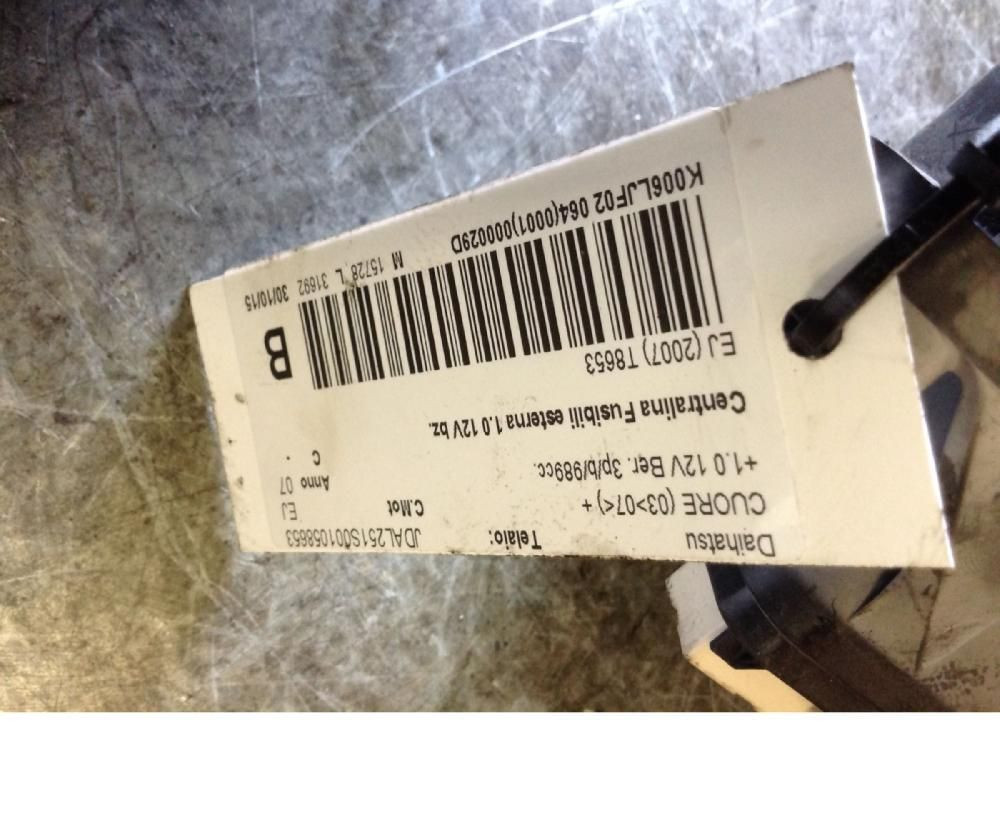 Daihatsu Telaio: JDAL251S001058653
CUORE (03>07<) + C.Mot EJ
+1.0 12V Ber. 3p/b/989cc. Anno 07
C .
Centralina Fusibili esterna 1.0 12V bz.
EJ (2007) T8653
B
K006LJF02 064(0001)000029D
M 15728 L 31692 30/10/15